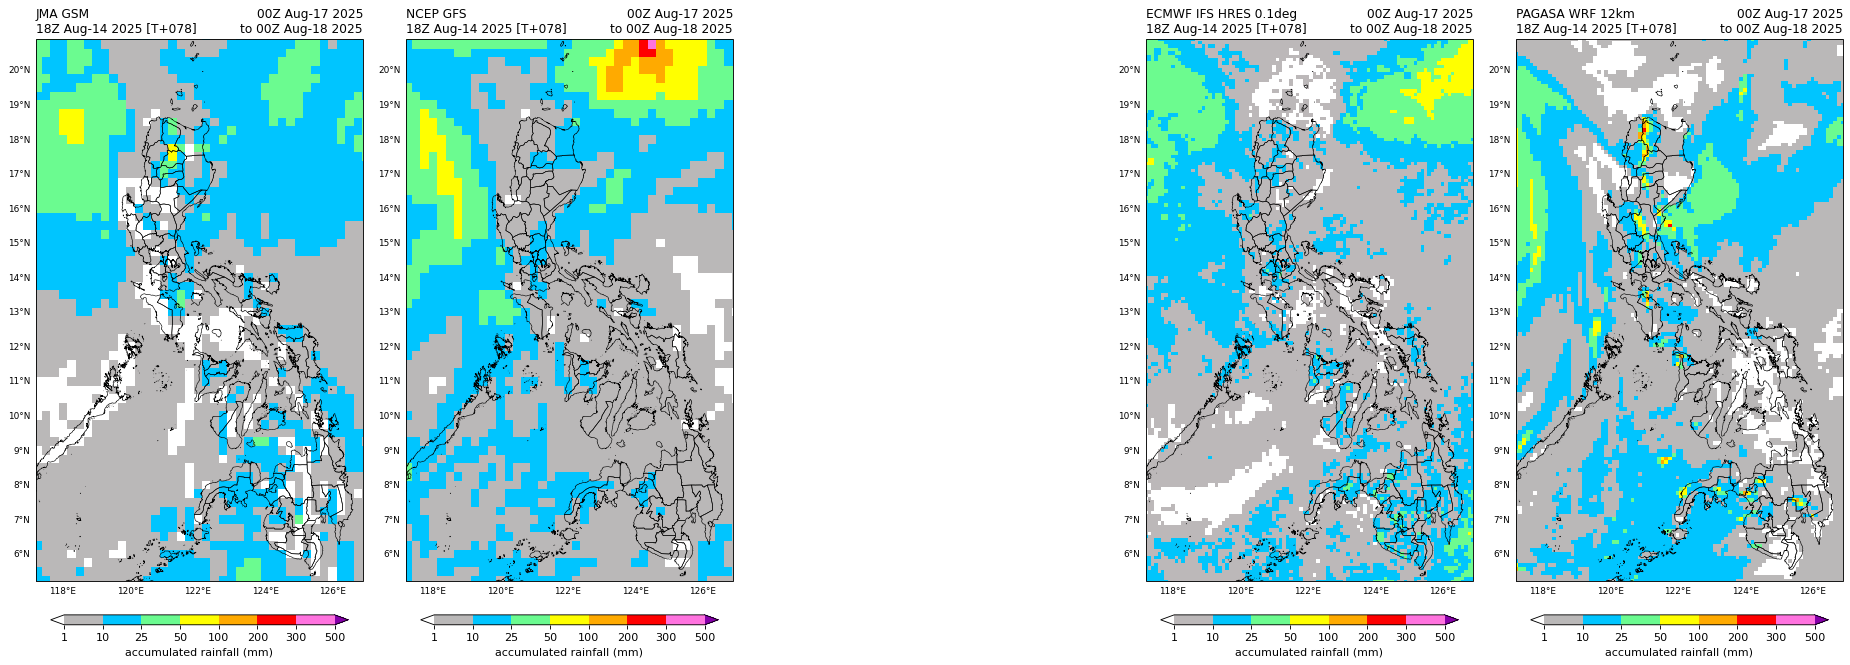 JMA GSM 00Z Aug-17 2025
18Z Aug-14 2025 [T+078] to 00Z Aug-18 2025
20°N
19°N
18°N
17°N
16°N
15°N
14°N
13°N
12°N
11°N
10°N
9°N
8°N
7°N
6°N
118°E 120°E 122°E 124°E 126°E
1 10 25 50 100 200 300 500
accumulated rainfall (mm)
NCEP GFS 00Z Aug-17 2025
18Z Aug-14 2025 [T+078] to 00Z Aug-18 2025
20°N
19°N
18°N
17°N
16°N
15°N
14°N
13°N
12°N
11°N
10°N
9°N
8°N
7°N
6°N
118°E 120°E 122°E 124°E 126°E
1 10 25 50 100 200 300 500
accumulated rainfall (mm)
ECMWF IFS HRES 0.1deg 00Z Aug-17 2025
18Z Aug-14 2025 [T+078] to 00Z Aug-18 2025
20°N
19°N
18°N
17°N
16°N
15°N
14°N
13°N
12°N
11°N
10°N
9°N
8°N
7°N
6°N
118°E 120°E 122°E 124°E 126°E
1 10 25 50 100 200 300 500
accumulated rainfall (mm)
PAGASA WRF 12km 00Z Aug-17 2025
18Z Aug-14 2025 [T+078] to 00Z Aug-18 2025
20°N
19°N
18°N
17°N
16°N
15°N
14°N
13°N
12°N
11°N
10°N
9°N
8°N
7°N
6°N
118°E 120°E 122°E 124°E 126°E
1 10 25 50 100 200 300 500
accumulated rainfall (mm)